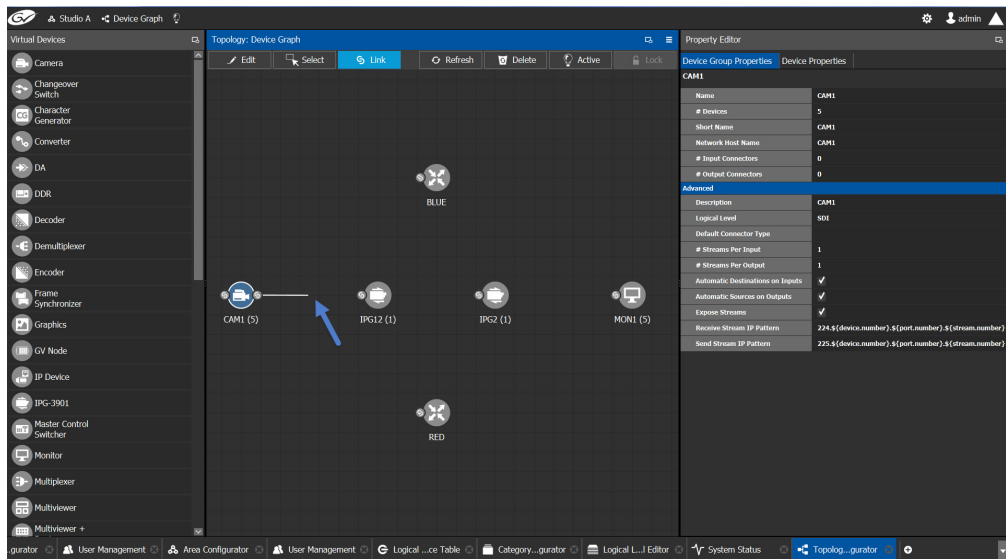 GV Studio A Device Graph admin
Virtual Devices
Camera
Changeover
Switch
CG
Character
Generator
Converter
DA
DDR
Decoder
Demultiplexer
Encoder
Frame
Synchronizer
Graphics
GV Node
IP Device
IPG-3901
Master Control
Switcher
Monitor
Multiplexer
Multiviewer
Multiviewer +
Topology: Device Graph
Edit Select Link Refresh Delete Active Lock
BLUE
CAM1 (5) IPG12 (1) IPG2 (1) MON1 (5)
RED
Property Editor
Device Group Properties Device Properties
CAM1
Name CAM1
# Devices 5
Short Name CAM1
Network Host Name CAM1
# Input Connectors 0
# Output Connectors 0
Advanced
Description CAM1
Logical Level SDI
Default Connector Type
# Streams Per Input 1
# Streams Per Output 1
Automatic Destinations on Inputs
Automatic Sources on Outputs
Expose Streams
Receive Stream IP Pattern 224.${device.number}.${port.number}.${stream.number}
Send Stream IP Pattern 225.${device.number}.${port.number}.${stream.number}
..gurator User Management Area Configurator User Management Logical ...ce Table Category...gurator Logical L...l Editor System Status Topolog...gurator